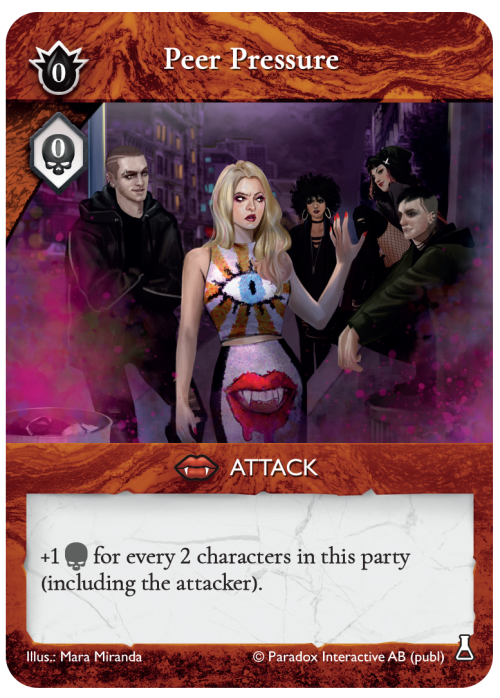 Peer Pressure
0
0
ATTACK
+1 for every 2 characters in this party
(including the attacker).
Illus.: Mara Miranda
© Paradox Interactive AB (publ)